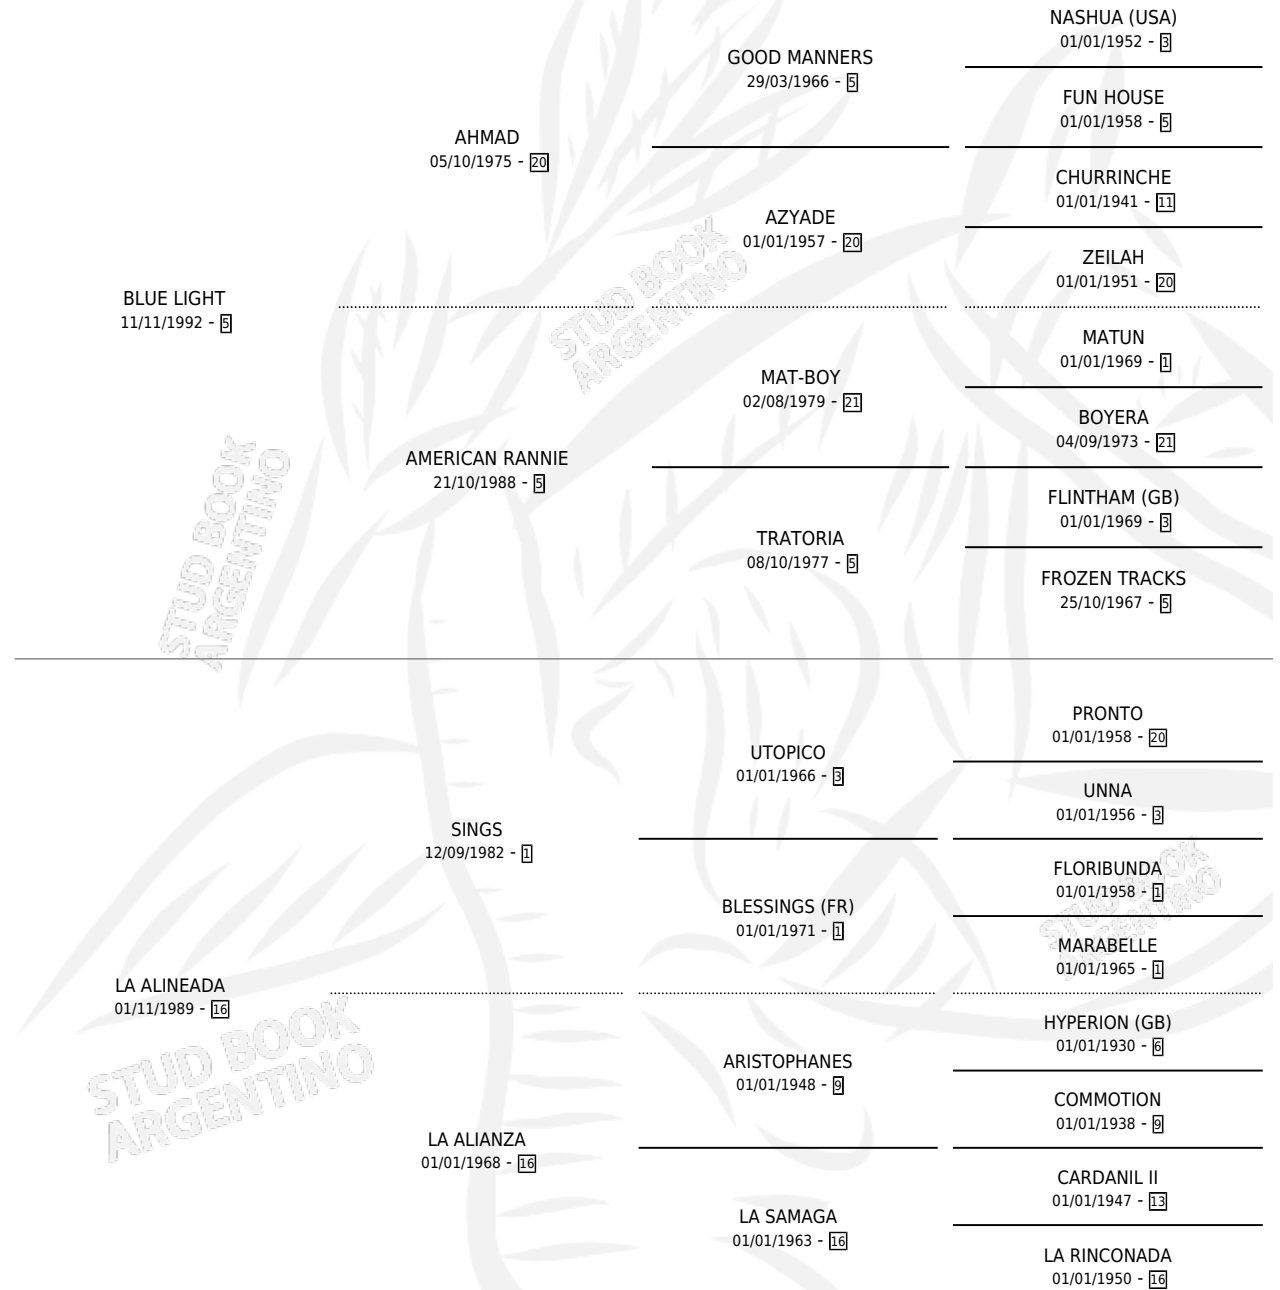 NASHUA (USA)
01/01/1952 - 3
GOOD MANNERS
29/03/1966 - 5
FUN HOUSE
01/01/1958 - 5
AHMAD
05/10/1975 - 20
CHURRINCHE
01/01/1941 - 11
AZYADE
01/01/1957 - 20
ZEILAH
01/01/1951 - 20
BLUE LIGHT
11/11/1992 - 5
STUD BOOK
ARGENTINO
MATUN
01/01/1969 - 1
MAT-BOY
02/08/1979 - 21
BOYERA
04/09/1973 - 21
AMERICAN RANNIE
21/10/1988 - 5
FLINTHAM (GB)
01/01/1969 - 3
TRATORIA
08/10/1977 - 5
FROZEN TRACKS
25/10/1967 - 5
STUD BOOK
ARGENTINO
PRONTO
01/01/1958 - 20
UTOPICO
01/01/1966 - 3
UNNA
01/01/1956 - 3
SINGS
12/09/1982 - 1
FLORIBUNDA
01/01/1958 - 1
BLESSINGS (FR)
01/01/1971 - 1
MARABELLE
01/01/1965 - 1
STUD BOOK
ARGENTINO
LA ALINEADA
01/11/1989 - 16
HYPERION (GB)
01/01/1930 - 6
ARISTOPHANES
01/01/1948 - 9
COMMOTION
01/01/1938 - 9
STUD BOOK
ARGENTINO
LA ALIANZA
01/01/1968 - 16
CARDANIL II
01/01/1947 - 13
LA SAMAGA
01/01/1963 - 16
LA RINCONADA
01/01/1950 - 16